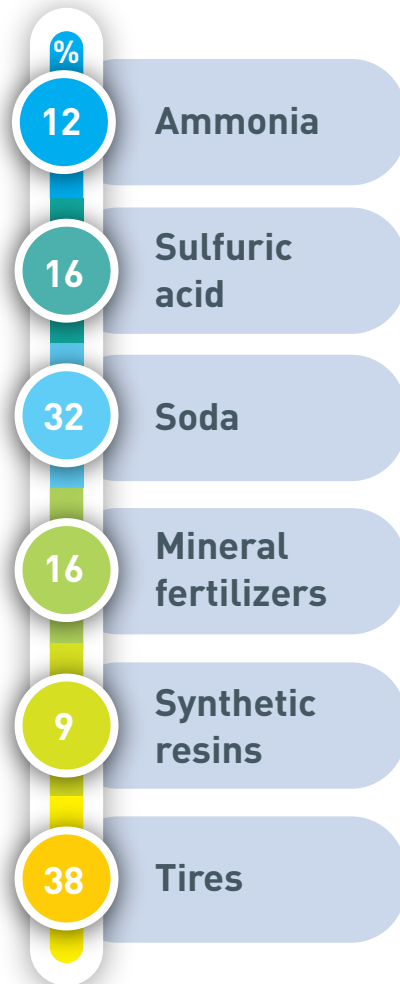 %
12
Ammonia
16
Sulfuric
acid
32
Soda
16
Mineral
fertilizers
9
Synthetic
resins
38
Tires